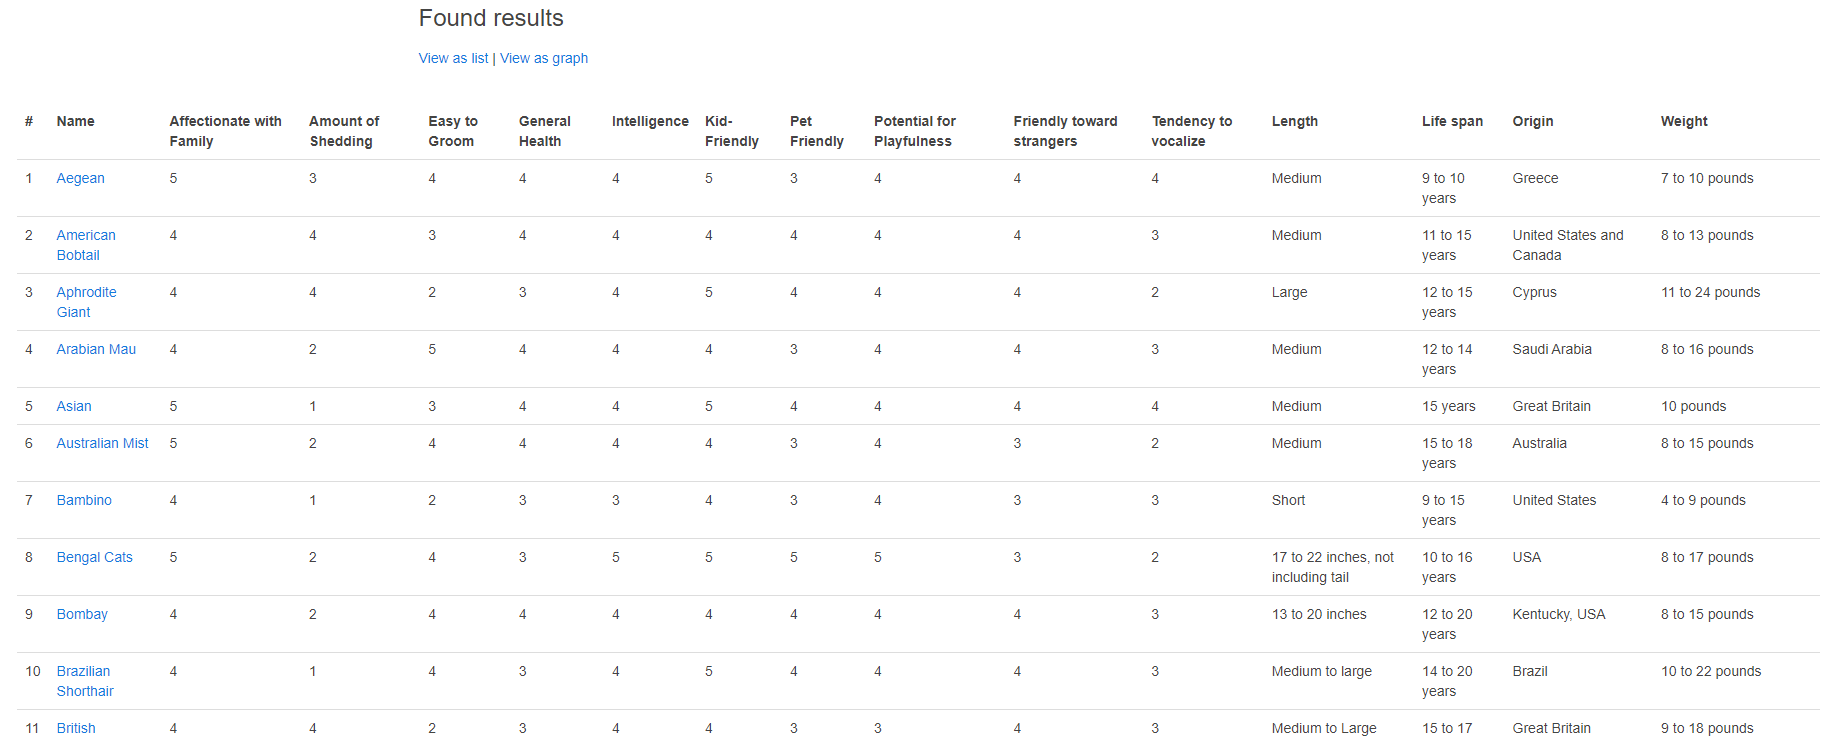 Found results
View as list | View as graph
# Name Affectionate with Family Amount of Shedding Easy to Groom General Health Intelligence Kid-Friendly Pet Friendly Potential for Playfulness Friendly toward strangers Tendency to vocalize Length Life span Origin Weight
1 Aegean 5 3 4 4 4 5 3 4 4 4 Medium 9 to 10 years Greece 7 to 10 pounds
2 American Bobtail 4 4 3 4 4 4 4 4 4 3 Medium 11 to 15 years United States and Canada 8 to 13 pounds
3 Aphrodite Giant 4 4 2 3 4 5 4 4 4 2 Large 12 to 15 years Cyprus 11 to 24 pounds
4 Arabian Mau 4 2 5 4 4 4 3 4 4 3 Medium 12 to 14 years Saudi Arabia 8 to 16 pounds
5 Asian 5 1 3 4 4 5 4 4 4 4 Medium 15 years Great Britain 10 pounds
6 Australian Mist 5 2 4 4 4 4 3 4 3 2 Medium 15 to 18 years Australia 8 to 15 pounds
7 Bambino 4 1 2 3 3 4 3 4 3 3 Short 9 to 15 years United States 4 to 9 pounds
8 Bengal Cats 5 2 4 3 5 5 5 5 3 2 17 to 22 inches, not including tail 10 to 16 years USA 8 to 17 pounds
9 Bombay 4 2 4 4 4 4 4 4 4 3 13 to 20 inches 12 to 20 years Kentucky, USA 8 to 15 pounds
10 Brazilian Shorthair 4 1 4 3 4 5 4 4 4 3 Medium to large 14 to 20 years Brazil 10 to 22 pounds
11 British 4 4 2 3 4 4 3 3 4 3 Medium to Large 15 to 17 Great Britain 9 to 18 pounds